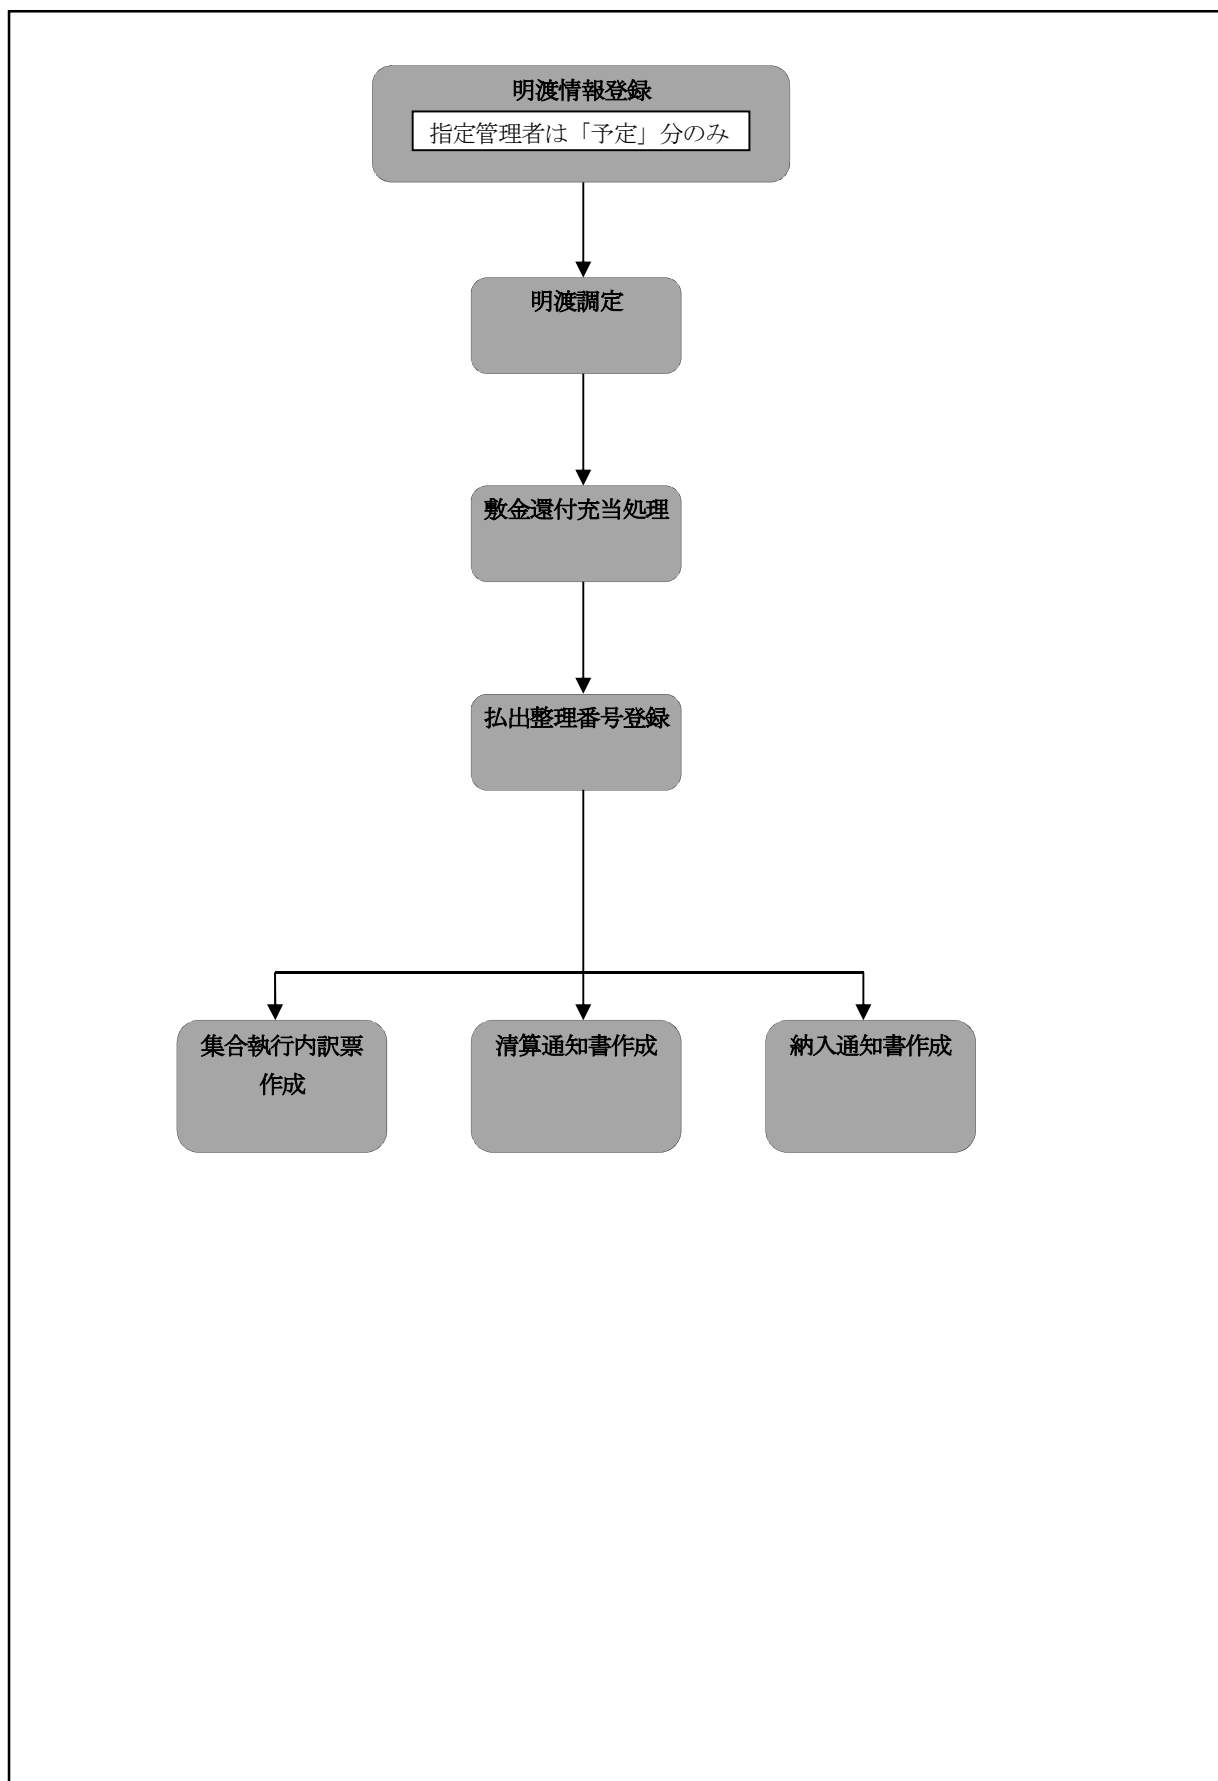 明渡情報登録
指定管理者は「予定」分のみ
明渡調定
敷金還付充当処理
払出整理番号登録
集合執行内訳票
作成
清算通知書作成
納入通知書作成